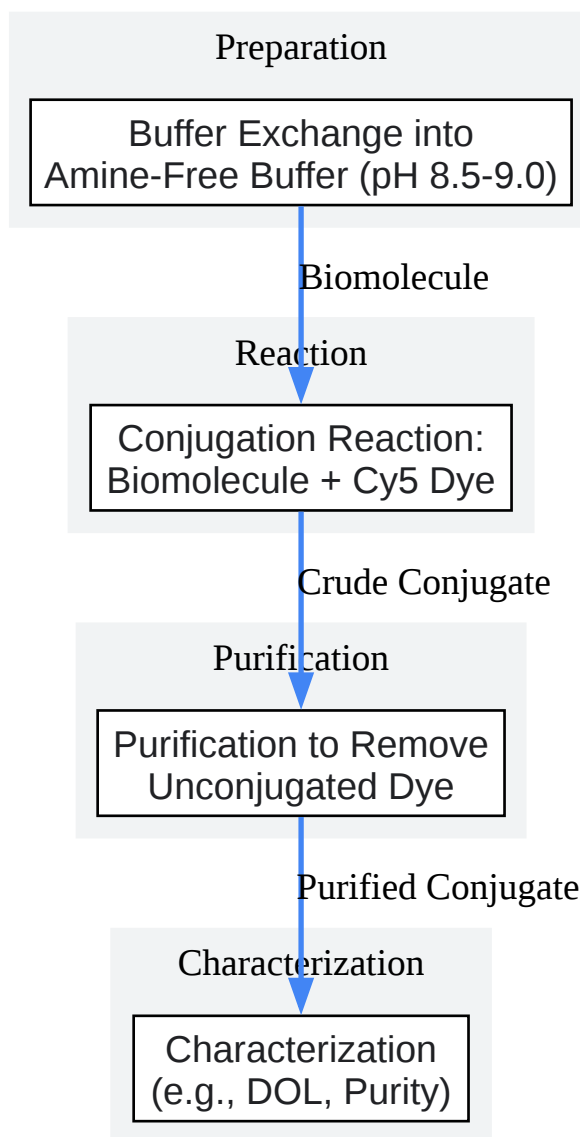 Preparation
Buffer Exchange into
Amine-Free Buffer (pH 8.5-9.0)
Biomolecule
Reaction
Conjugation Reaction:
Biomolecule + Cy5 Dye
Crude Conjugate
Purification
Purification to Remove
Unconjugated Dye
Purified Conjugate
Characterization
Characterization
(e.g., DOL, Purity)